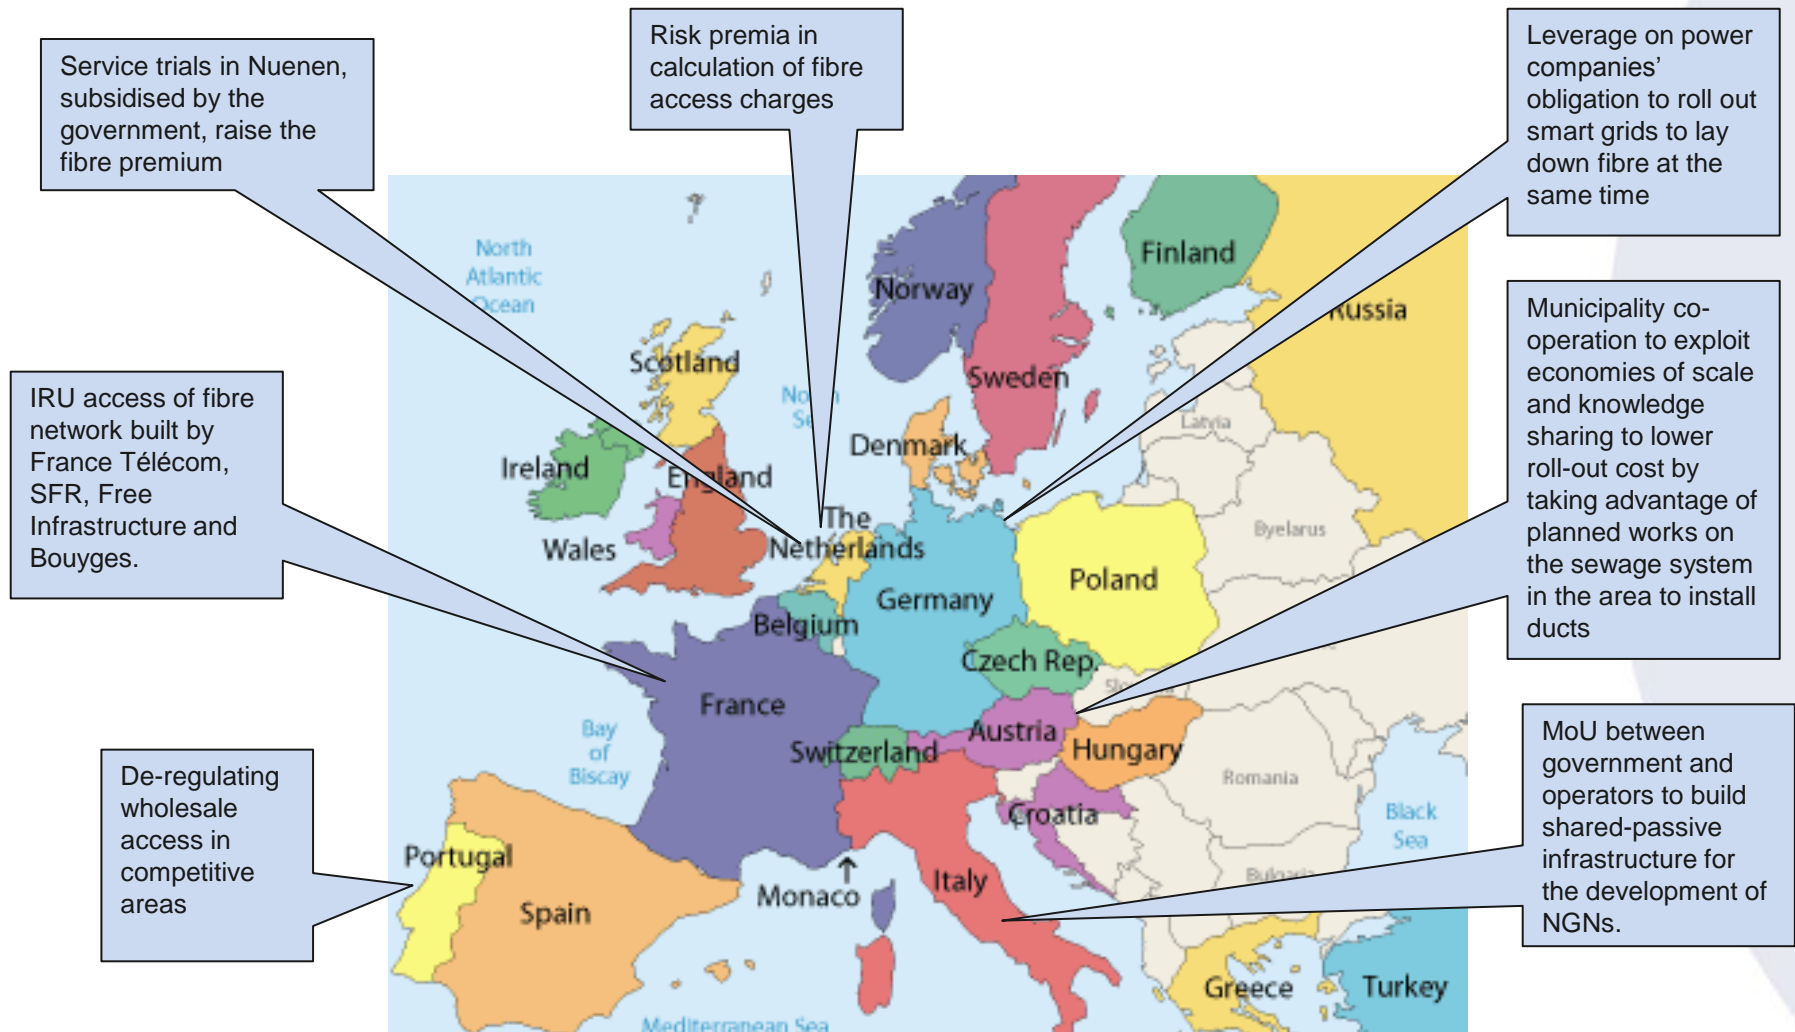 Service trials in Nuenen,
subsidised by the
government, raise the
fibre premium
Risk premia in
calculation of fibre
access charges
Leverage on power
companies’
obligation to roll out
smart grids to lay
down fibre at the
same time
Municipality co-
operation to exploit
economies of scale
and knowledge
sharing to lower
roll-out cost by
taking advantage of
planned works on
the sewage system
in the area to install
ducts
IRU access of fibre
network built by
France Télécom,
SFR, Free
Infrastructure and
Bouyges.
De-regulating
wholesale
access in
competitive
areas
MoU between
government and
operators to build
shared-passive
infrastructure for
the development of
NGNs.
North
Atlantic
Ocean
Norway
Finland
Russia
Scotland
Sweden
Latvia
Denmark
Ireland
England
The
Netherlands
Wales
Byelarus
Poland
Germany
Belgium
Czech Rep.
France
Austria
Switzerland
Hungary
Bay
of
Biscay
Romania
Croatia
Black
Sea
Portugal
Monaco
Italy
Bulgaria
Spain
Greece
Turkey
Mediterranean Sea